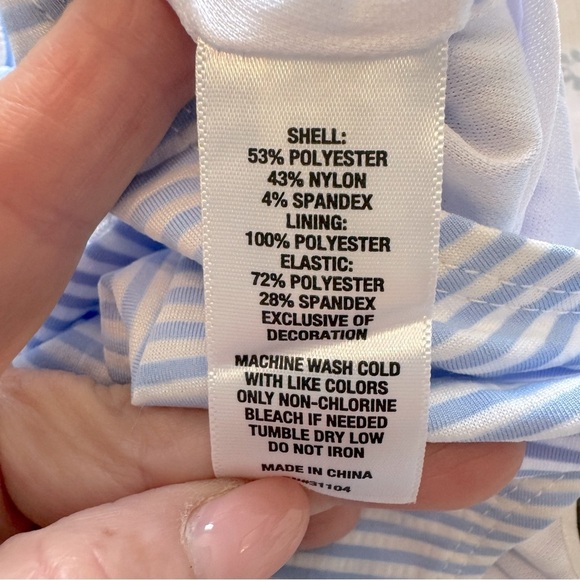 SHELL:
53% POLYESTER
43% NYLON
4% SPANDEX
LINING:
100% POLYESTER
ELASTIC:
72% POLYESTER
28% SPANDEX
EXCLUSIVE OF
DECORATION
MACHINE WASH COLD
WITH LIKE COLORS
ONLY NON-CHLORINE
BLEACH IF NEEDED
TUMBLE DRY LOW
DO NOT IRON
MADE IN CHINA